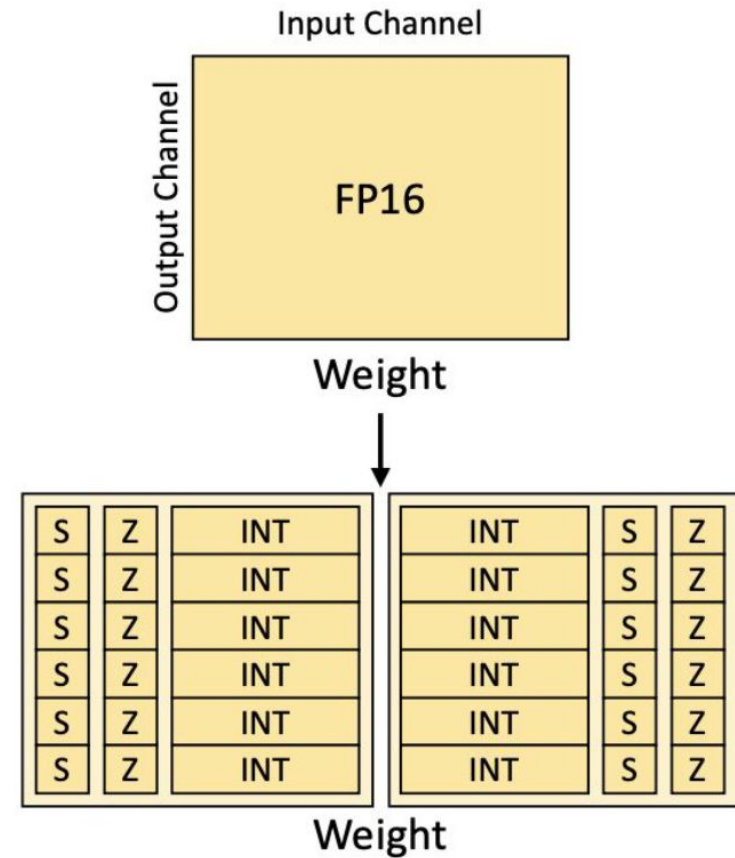 Input Channel
Output Channel
FP16
Weight
S Z INT INT S Z
S Z INT INT S Z
S Z INT INT S Z
S Z INT INT S Z
S Z INT INT S Z
S Z INT INT S Z
Weight